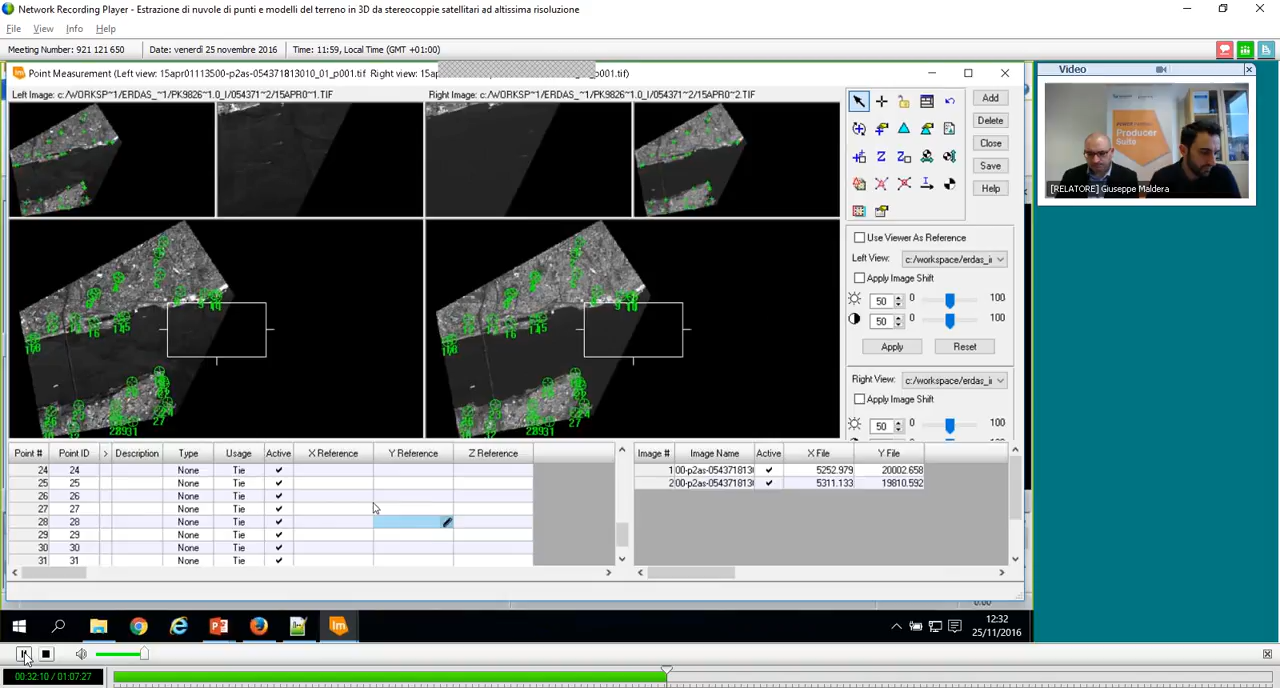 Network Recording Player - Estrazione di nuvole di punti e modelli del terreno in 3D da stereocoppie satellitari ad altissima risoluzione
File View Info Help
Meeting Number: 921 121 650 Date: venerdì 25 novembre 2016 Time: 11:59, Local Time (GMT +01:00)
Point Measurement (Left view: 15apr01113500-p2as-054371813010_01_p001.tif Right view: 15ap p001.tif)
Left Image: c:/WORKSP~1/ERDAS_~1/PK9826~1.0_I/054371~2/15APR0~1.TIF
Right Image: c:/WORKSP~1/ERDAS_~1/PK9826~1.0_I/054371~2/15APR0~2.TIF
Add
Delete
Close
Save
Help
Use Viewer As Reference
Left View: c:/workspace/erdas_i
Apply Image Shift
50 0 100
50 0 100
Apply Reset
Right View: c:/workspace/erdas_i
Apply Image Shift
50 0 100
0 100
Point # Point ID > Description Type Usage Active X Reference Y Reference Z Reference
24 24 None Tie
25 25 None Tie
26 26 None Tie
27 27 None Tie
28 28 None Tie
29 29 None Tie
30 30 None Tie
31 31 None Tie
Image # Image Name Active X File Y File
1 00-p2as-054371813 5252.979 20002.658
2 00-p2as-054371813 5311.133 19810.592
0.00
Video
Producer
Suite
[RELATORE] Giuseppe Maldera
12:32
25/11/2016
00:32:10 / 01:07:27